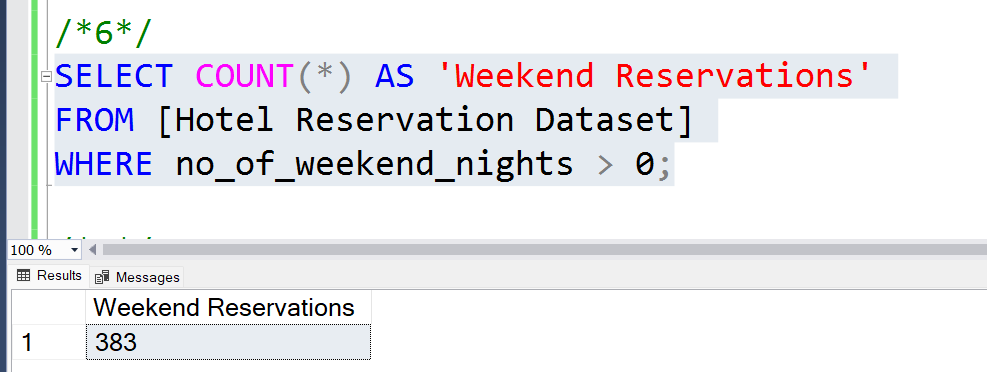 /*6*/
SELECT COUNT(*) AS 'Weekend Reservations'
FROM [Hotel Reservation Dataset]
WHERE no_of_weekend_nights > 0;
100 %
Results Messages
Weekend Reservations
1 383